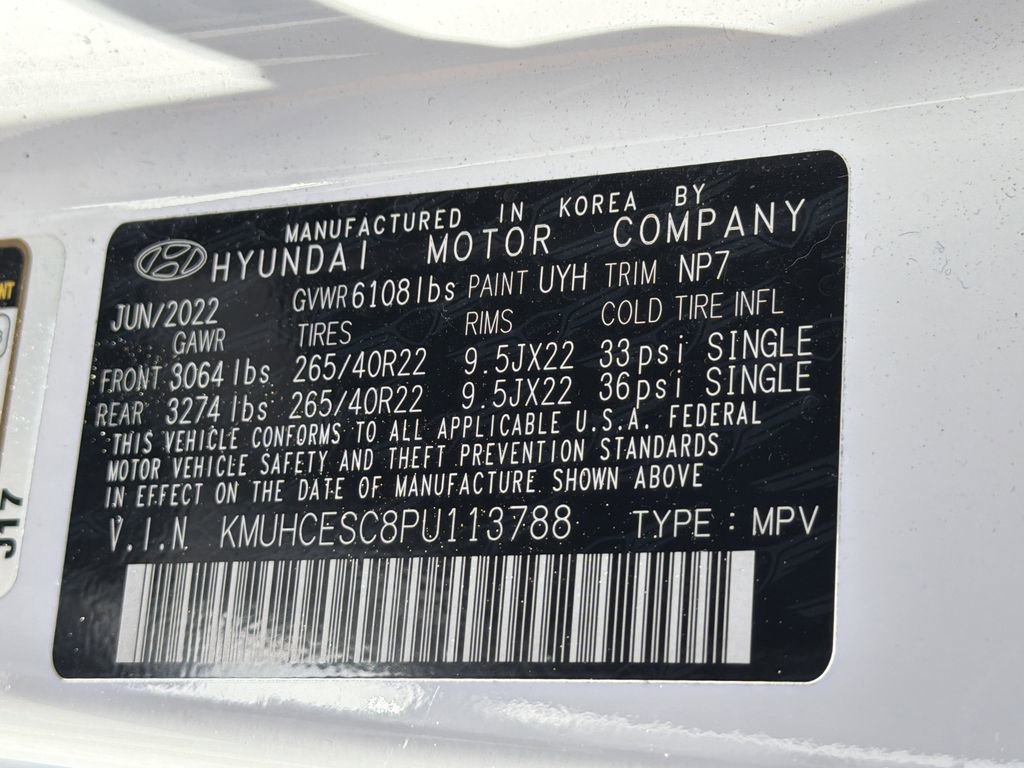 MANUFACTURED IN KOREA BY
HYUNDAI MOTOR COMPANY
JUN/2022 GVWR 6108lbs PAINT UYH TRIM NP7
GAWR TIRES RIMS COLD TIRE INFL
FRONT 3064 lbs 265/40R22 9.5JX22 33psi SINGLE
REAR 3274 lbs 265/40R22 9.5JX22 36psi SINGLE
THIS VEHICLE CONFORMS TO ALL APPLICABLE U.S.A. FEDERAL
MOTOR VEHICLE SAFETY AND THEFT PREVENTION STANDARDS
IN EFFECT ON THE DATE OF MANUFACTURE SHOWN ABOVE
V.I.N KMUHCESC8PU113788 TYPE : MPV
J17